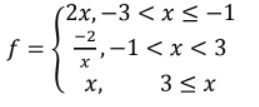 f = { 2x, -3 < x ≤ -1
-2/x, -1 < x < 3
x, 3 ≤ x